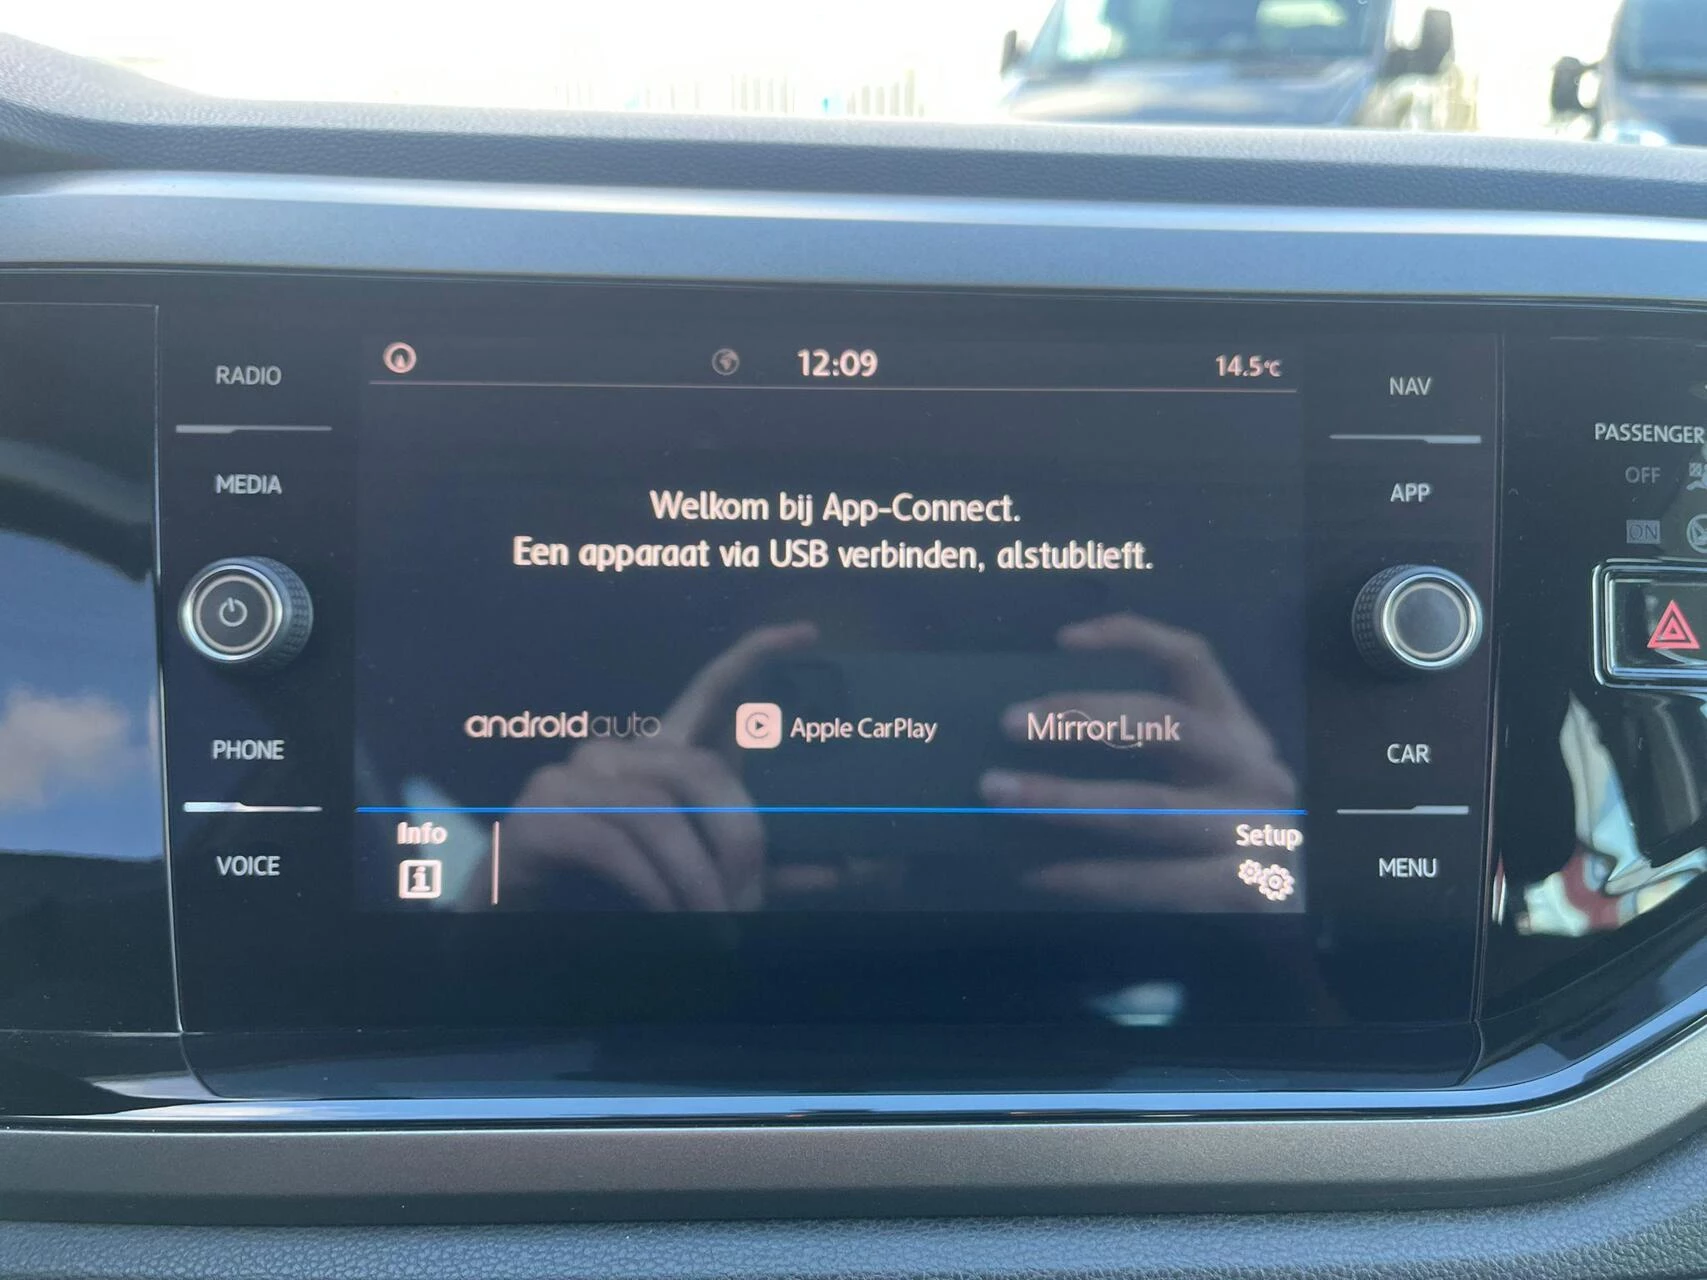 12:09
14.5°C
RADIO
MEDIA
PHONE
VOICE
Welkom bij App-Connect.
Een apparaat via USB verbinden, alstublieft.
androidauto
Apple CarPlay
MirrorLink
Info
Setup
NAV
APP
CAR
MENU
PASSENGER
OFF
ON